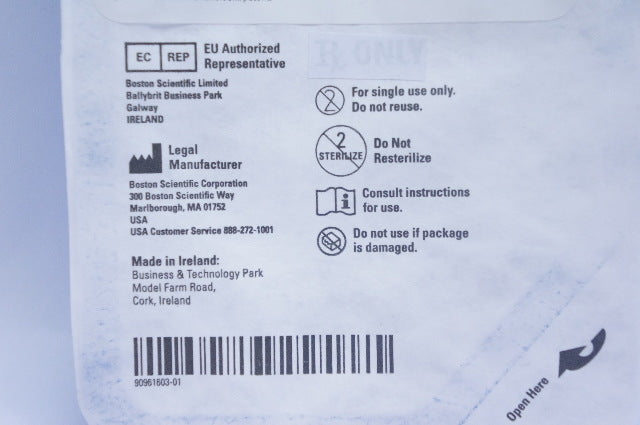 EC REP EU Authorized
Representative
Boston Scientific Limited
Ballybrit Business Park
Galway
IRELAND
Legal
Manufacturer
Boston Scientific Corporation
300 Boston Scientific Way
Marlborough, MA 01752
USA
USA Customer Service 888-272-1001
Made in Ireland:
Business & Technology Park
Model Farm Road,
Cork, Ireland
90961603-01
℞ ONLY
2
For single use only.
Do not reuse.
2
STERILIZE
Do Not
Resterilize
i
Consult instructions
for use.
Do not use if package
is damaged.
Open Here